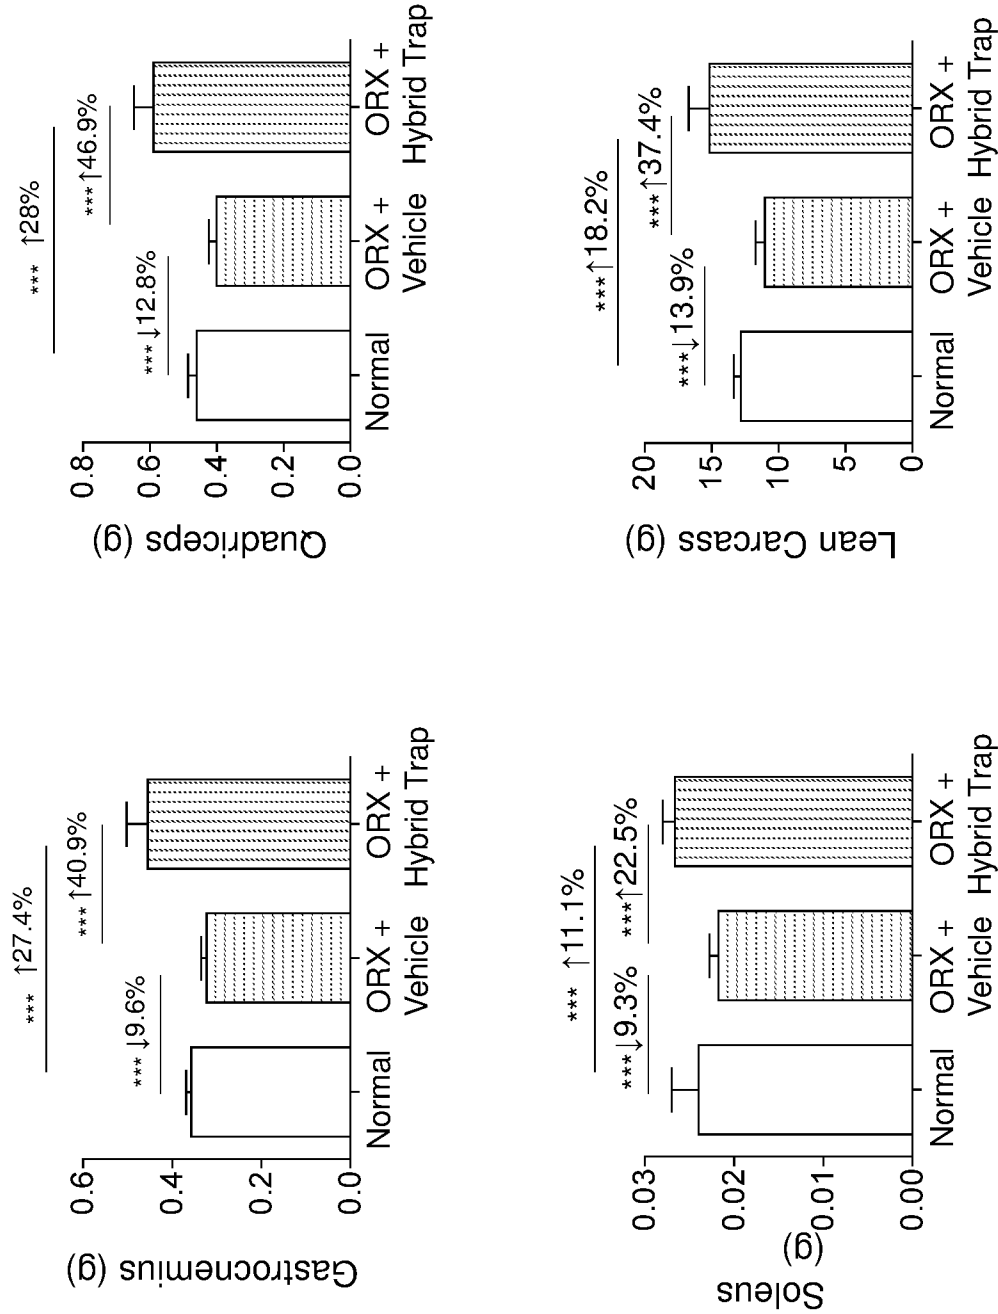 Gastrocnemius (g)
0.6
0.4
0.2
0.0
*** ↑27.4%
*** ↓9.6%
*** ↑40.9%
Normal
ORX +
Vehicle
ORX +
Hybrid Trap
Quadriceps (g)
0.8
0.6
0.4
0.2
0.0
*** ↑28%
*** ↓12.8%
*** ↑46.9%
Normal
ORX +
Vehicle
ORX +
Hybrid Trap
Soleus
(g)
0.03
0.02
0.01
0.00
*** ↑11.1%
***↓9.3%
***↑22.5%
Normal
ORX +
Vehicle
ORX +
Hybrid Trap
Lean Carcass (g)
20
15
10
5
0
***↑18.2%
***↓13.9%
***↑37.4%
Normal
ORX +
Vehicle
ORX +
Hybrid Trap